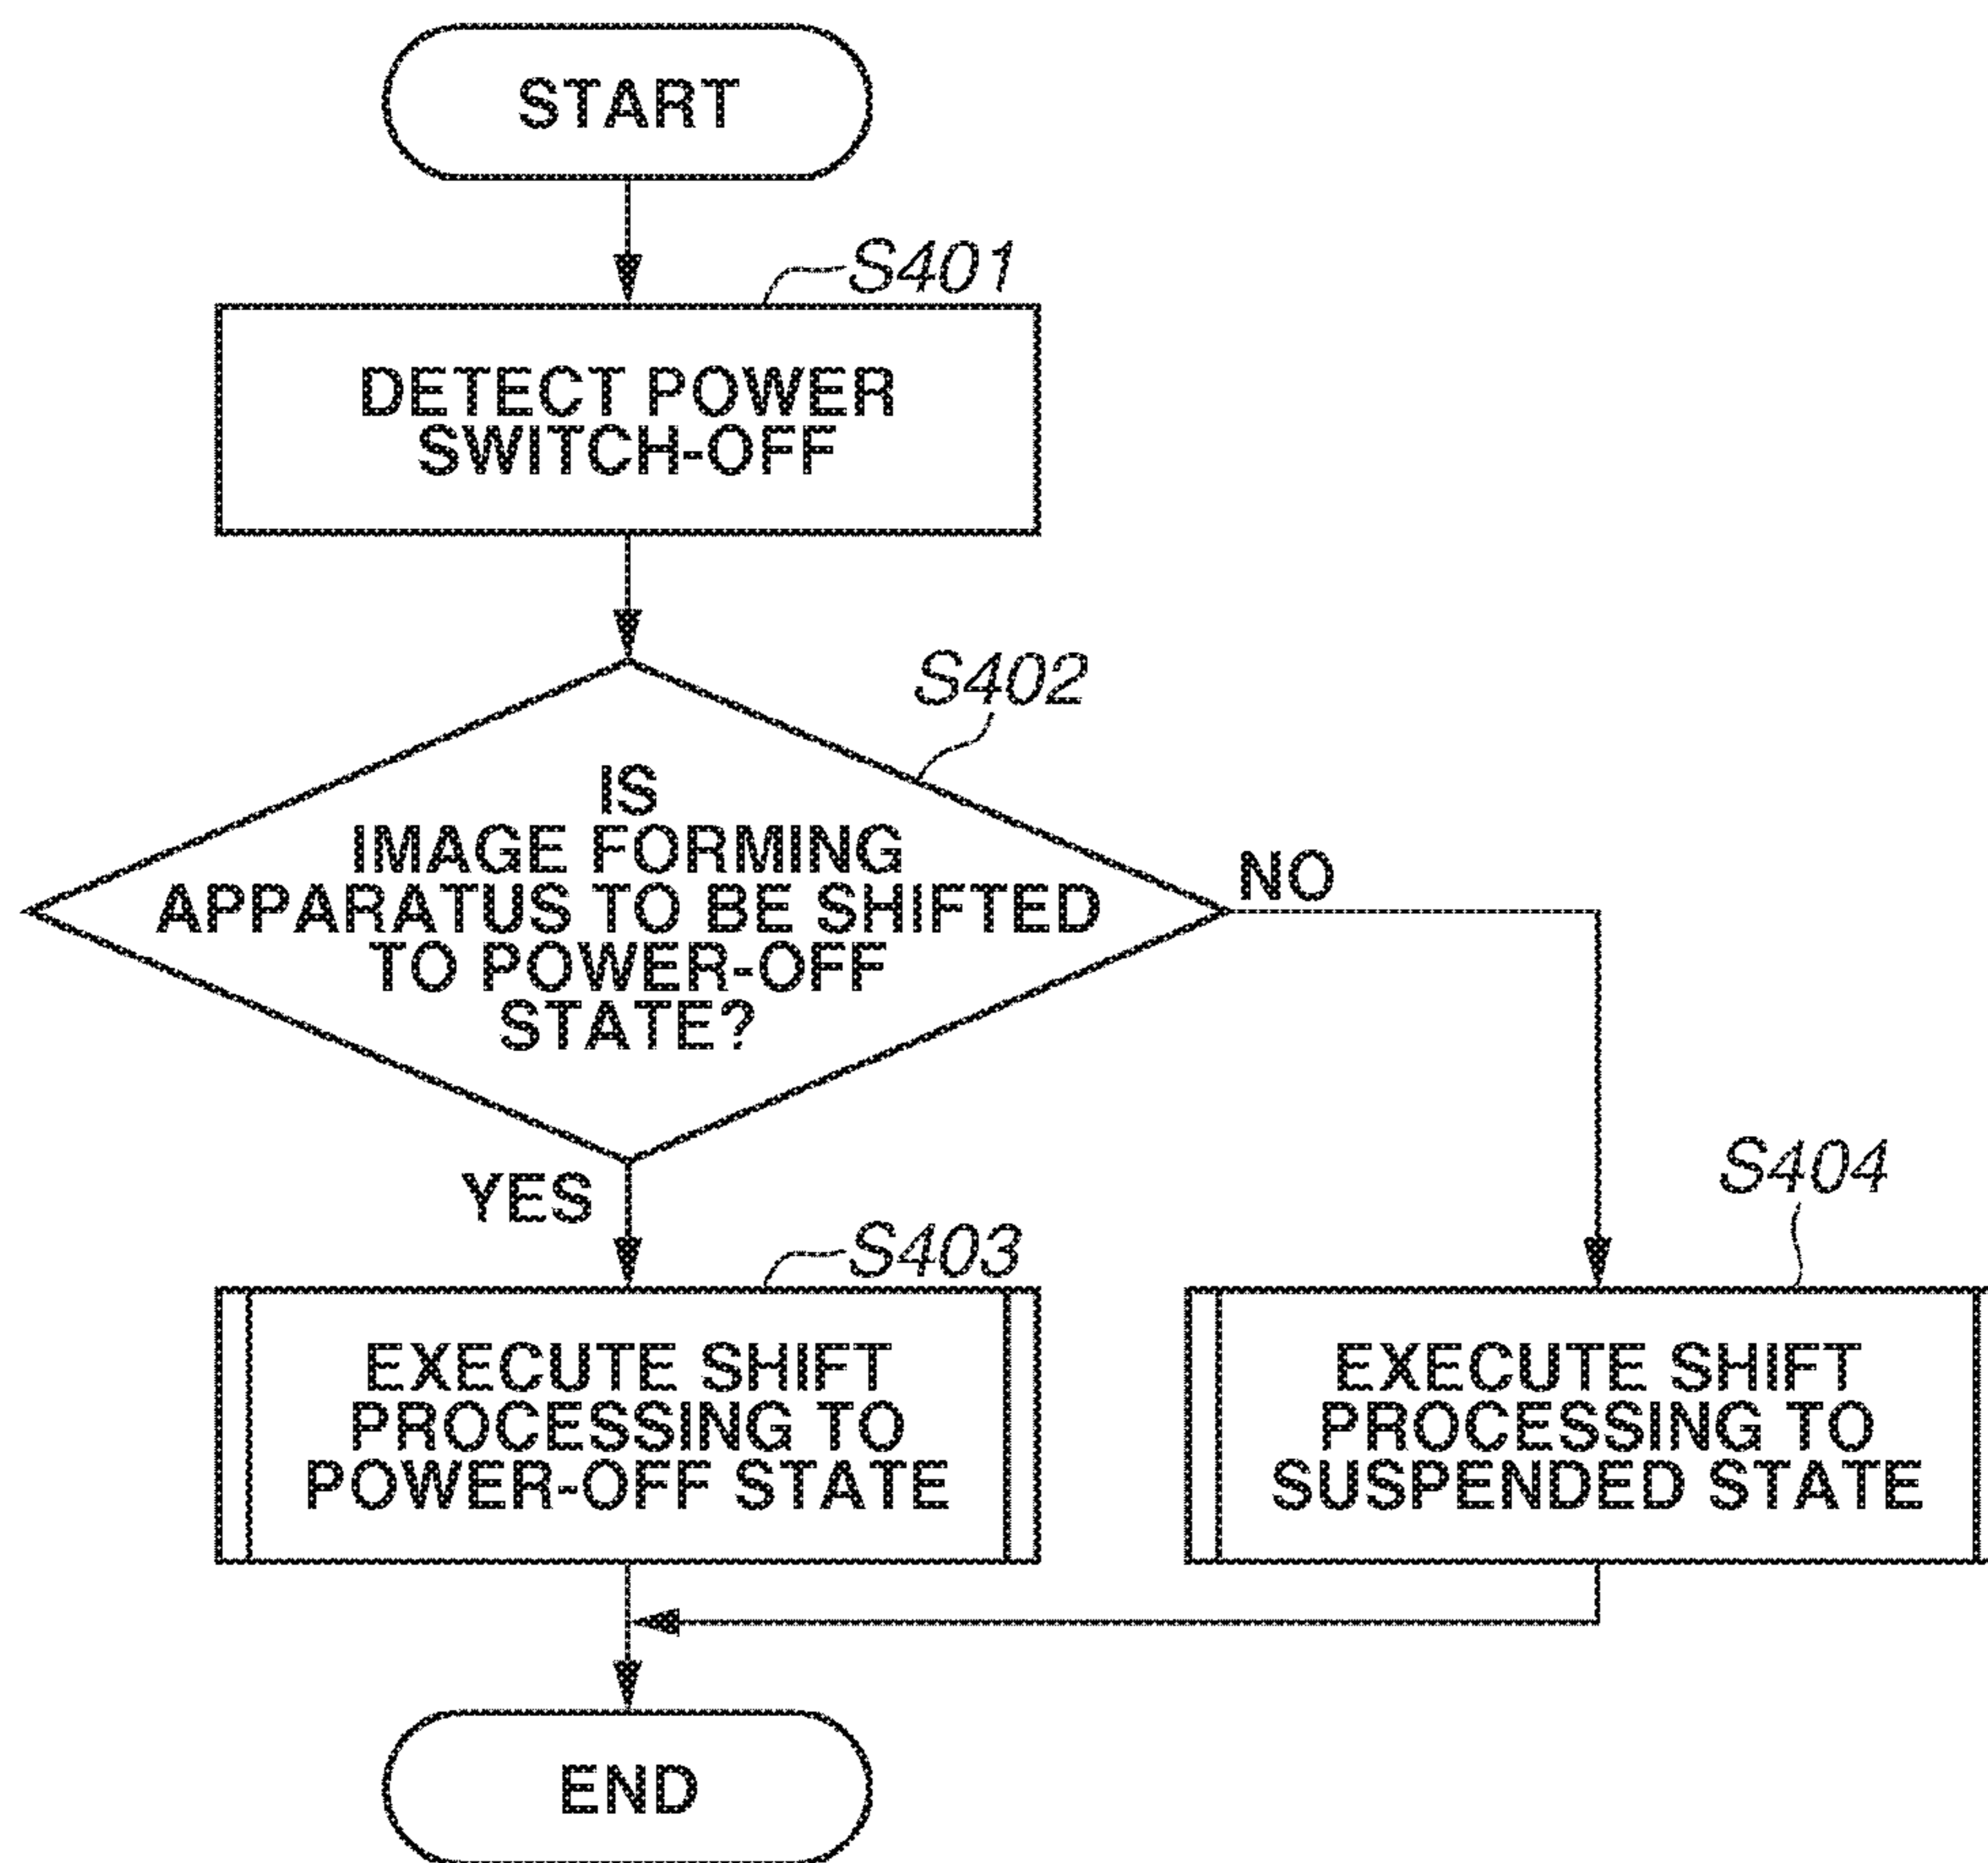 START
S401
DETECT POWER
SWITCH-OFF
S402
IS
IMAGE FORMING
APPARATUS TO BE SHIFTED
TO POWER-OFF
STATE?
NO
YES
S403
EXECUTE SHIFT
PROCESSING TO
POWER-OFF STATE
S404
EXECUTE SHIFT
PROCESSING TO
SUSPENDED STATE
END